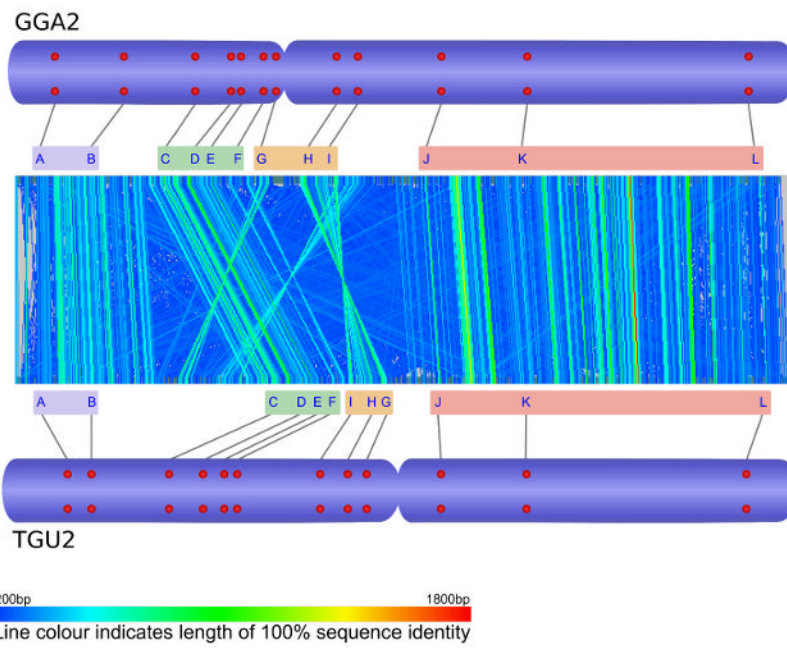 GGA2
A B C D E F G H I J K L
A B C D E F I H G J K L
TGU2
200bp 1800bp
Line colour indicates length of 100% sequence identity